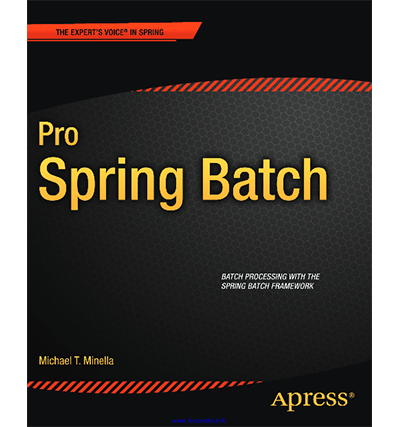 THE EXPERT'S VOICE® IN SPRING
Pro
Spring Batch
BATCH PROCESSING WITH THE
SPRING BATCH FRAMEWORK
Michael T. Minella
Apress®